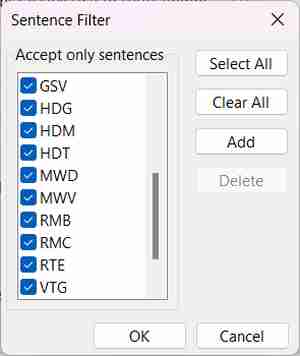 Sentence Filter
Accept only sentences
GSV
HDG
HDM
HDT
MWD
MWV
RMB
RMC
RTE
VTG
Select All
Clear All
Add
Delete
OK
Cancel